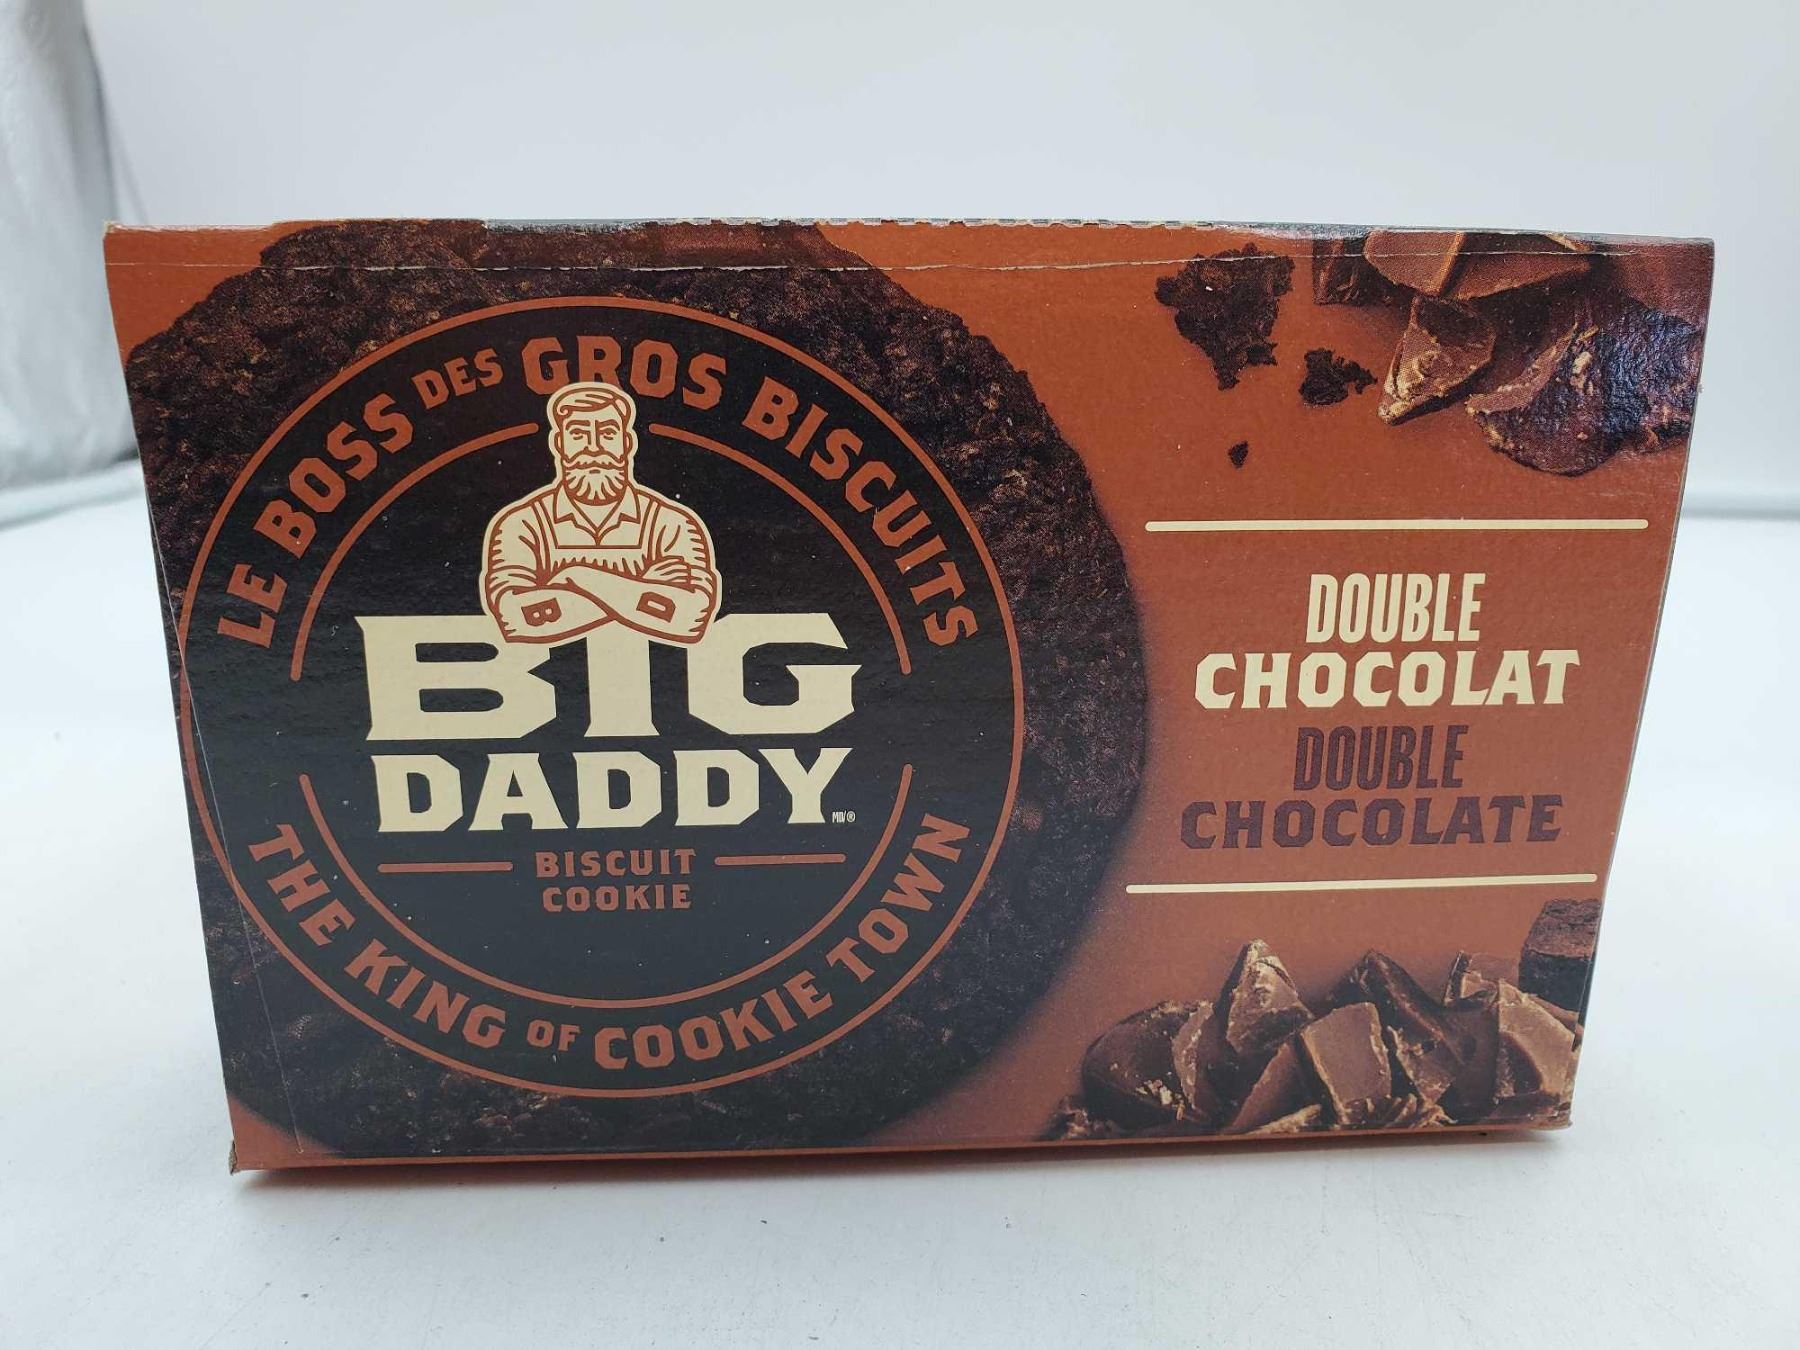 LE BOSS DES GROS BISCUITS
B D
BIG
DADDY MD/®
BISCUIT
COOKIE
THE KING OF COOKIE TOWN
DOUBLE
CHOCOLAT
DOUBLE
CHOCOLATE